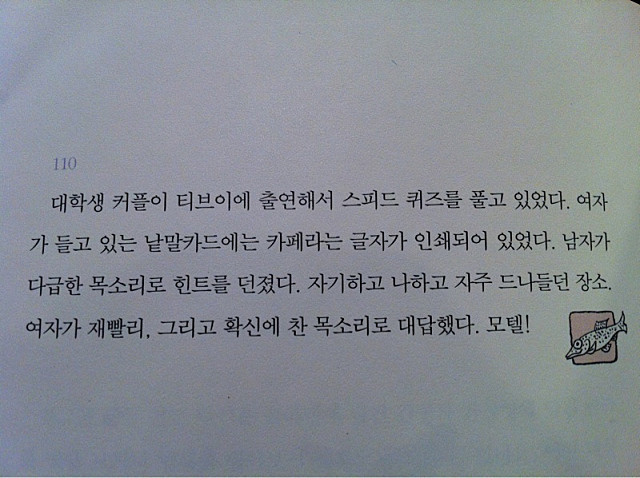 110
대학생 커플이 티브이에 출연해서 스피드 퀴즈를 풀고 있었다. 여자
가 들고 있는 낱말카드에는 카페라는 글자가 인쇄되어 있었다. 남자가
다급한 목소리로 힌트를 던졌다. 자기하고 나하고 자주 드나들던 장소.
여자가 재빨리, 그리고 확신에 찬 목소리로 대답했다. 모텔!